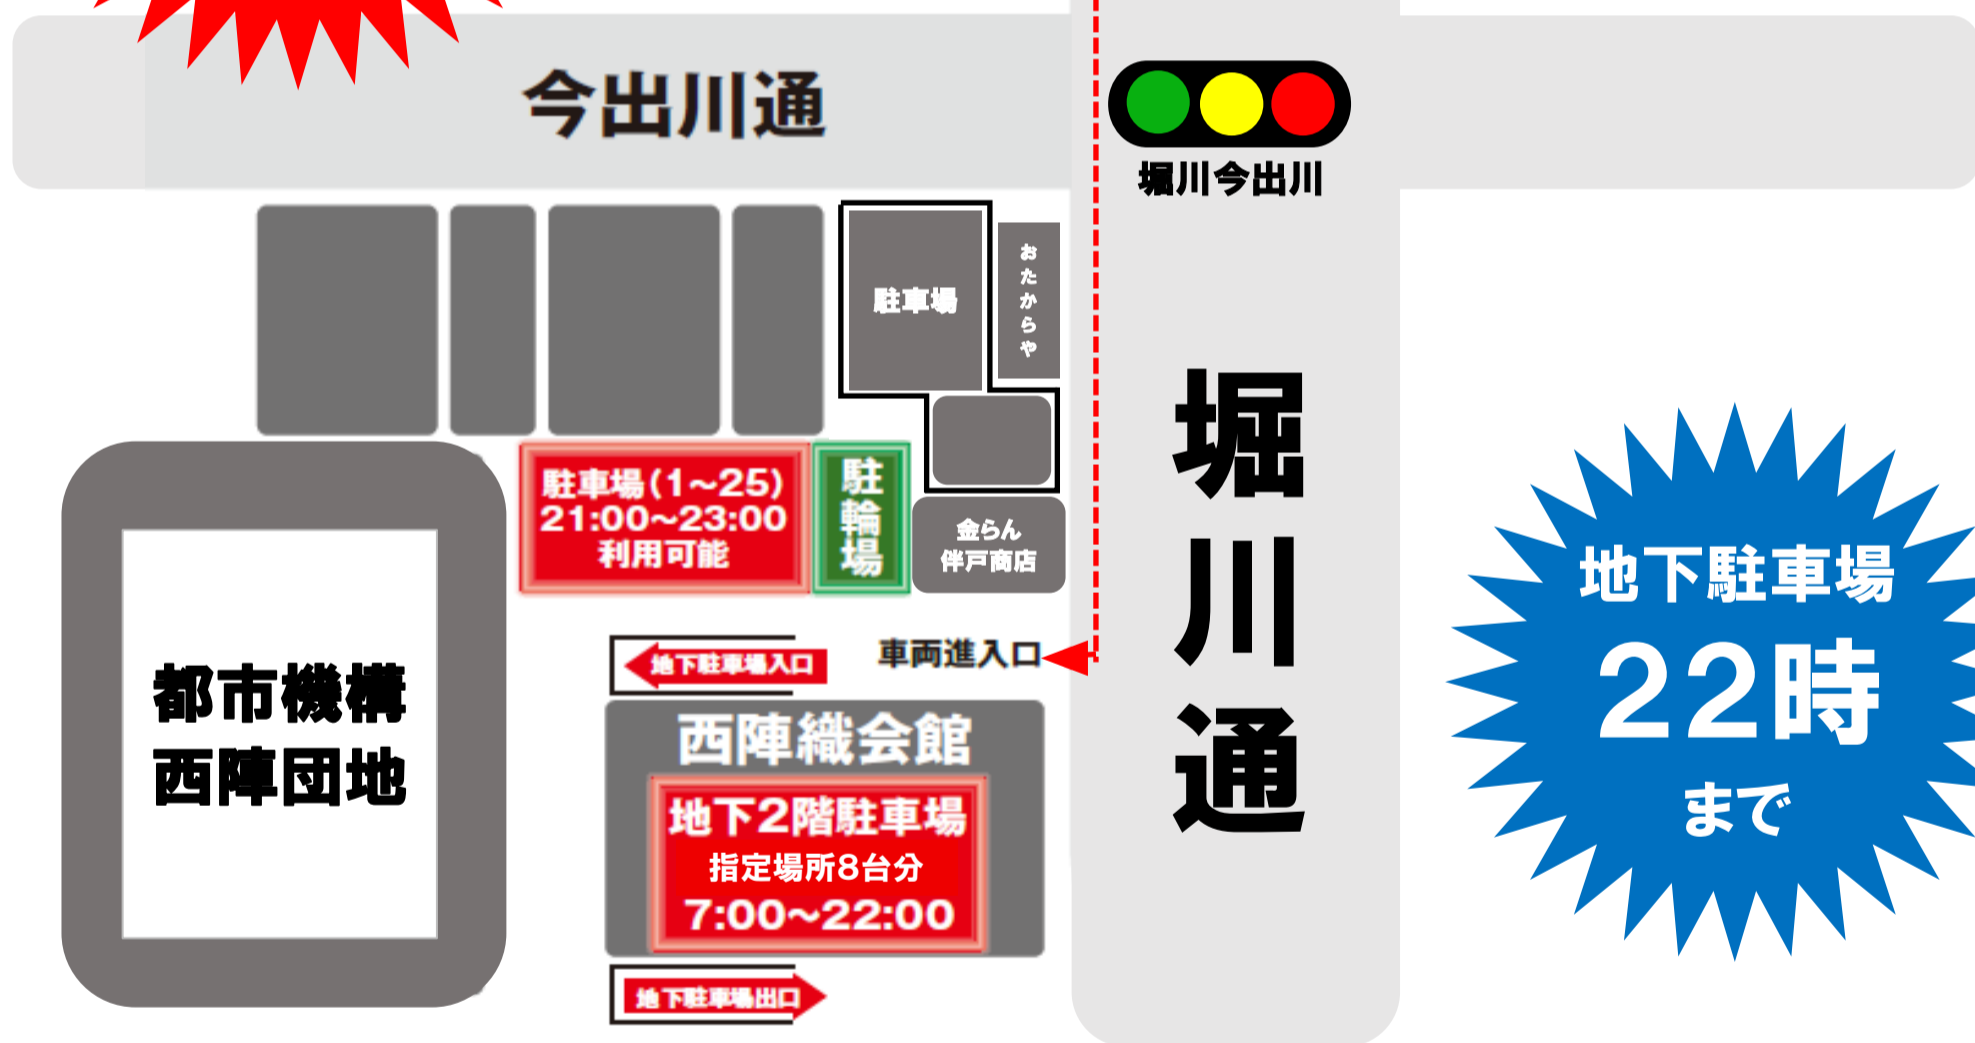 今出川通
堀川今出川
駐車場
おたからや
堀川通
駐車場(1~25)
21:00~23:00
利用可能
駐輪場
金らん
伴戸商店
地下駐車場
22時
まで
車両進入口
地下駐車場入口
都市機構
西陣団地
西陣織会館
地下2階駐車場
指定場所8台分
7:00~22:00
地下駐車場出口